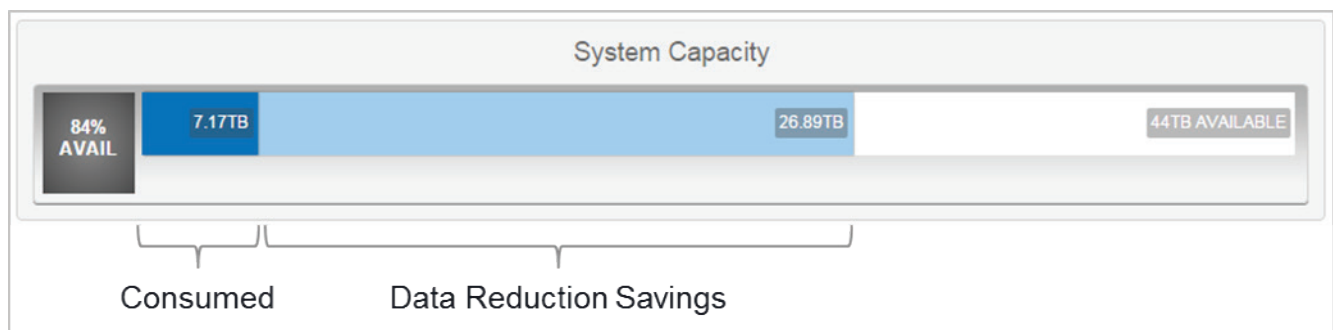 System Capacity
84%
AVAIL
7.17TB
26.89TB
44TB AVAILABLE
Consumed
Data Reduction Savings